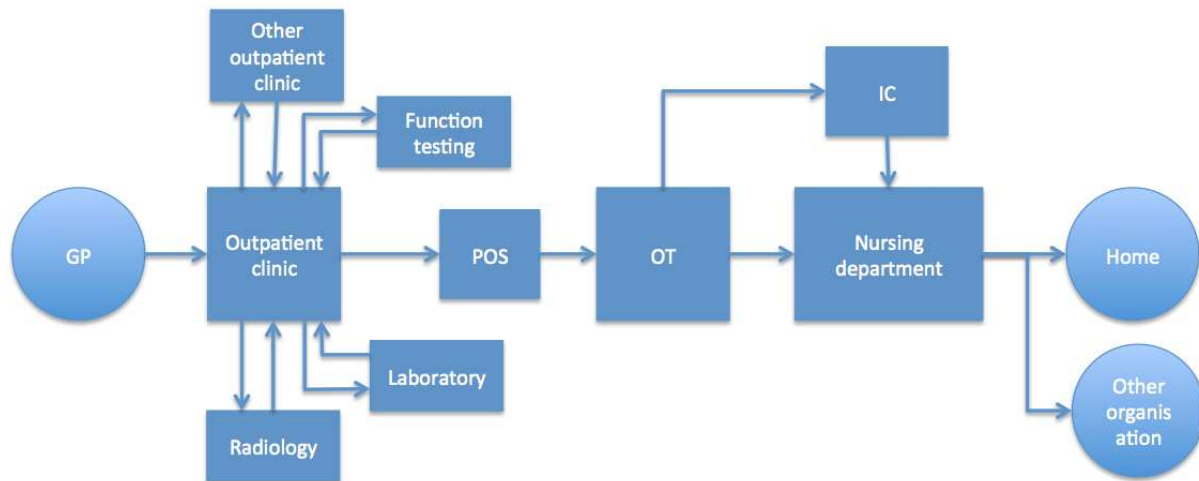 Other
outpatient
clinic
Function
testing
IC
GP
Outpatient
clinic
POS
OT
Nursing
department
Home
Laboratory
Radiology
Other
organis
ation